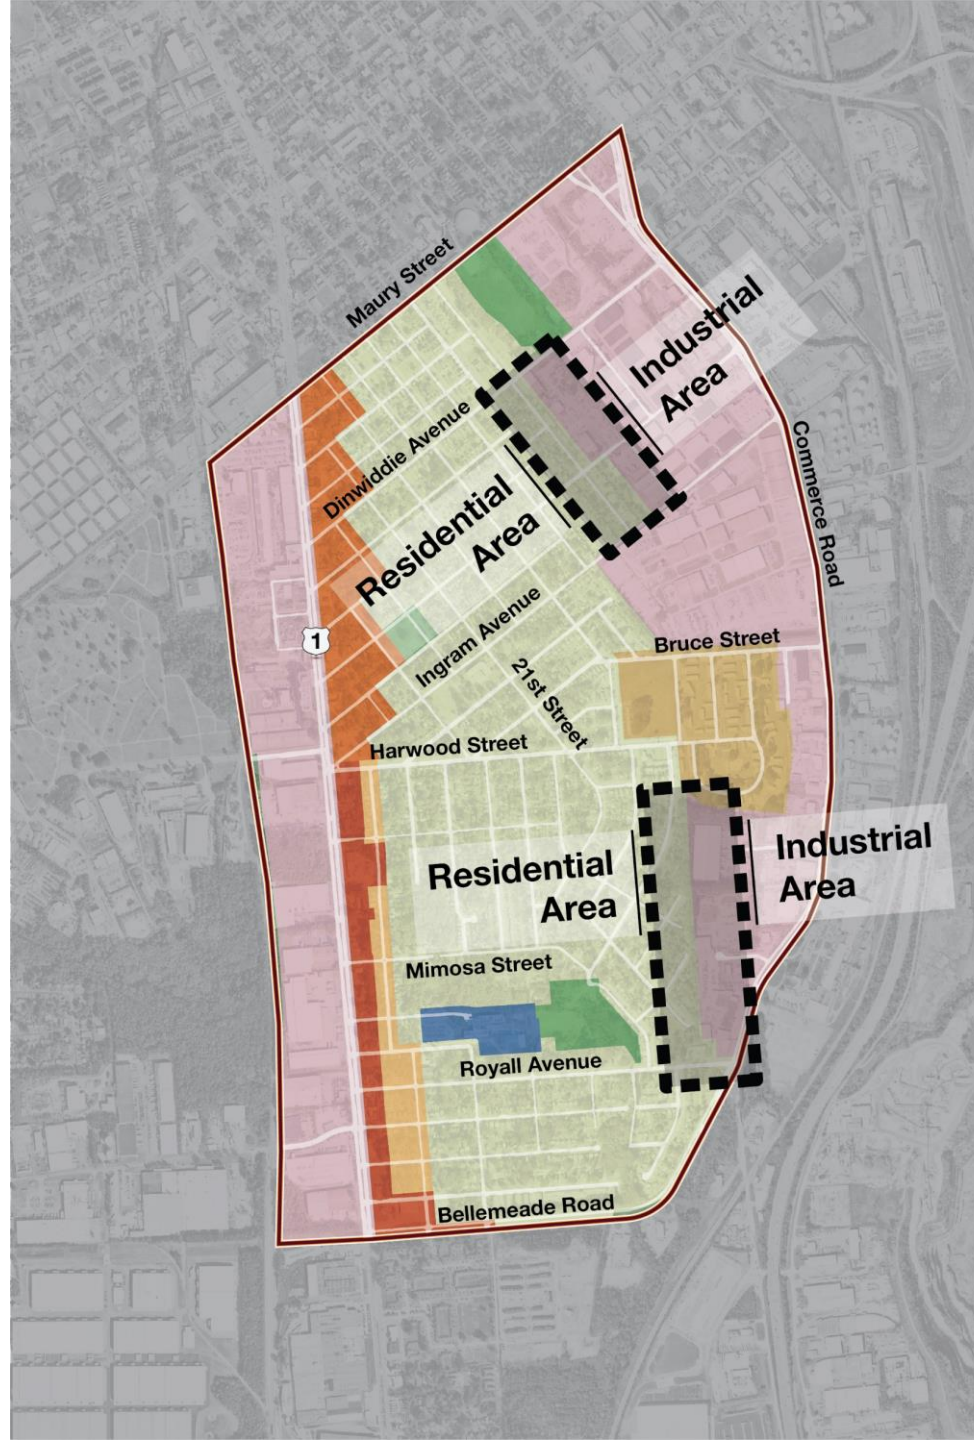 Maury Street
Industrial
Area
Dinwiddie Avenue
Commerce Road
Residential
Area
1
Ingram Avenue
Bruce Street
21st Street
Harwood Street
Residential
Area
Industrial
Area
Mimosa Street
Royall Avenue
Bellemeade Road